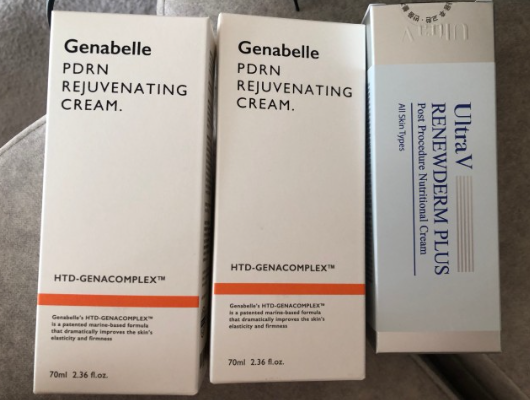 Genabelle
PDRN
REJUVENATING
CREAM.
HTD-GENACOMPLEX™
Genabelle's HTD-GENACOMPLEX™
is a patented marine-based formula
that dramatically improves the skin's
elasticity and firmness
70ml 2.36 fl.oz.
Genabelle
PDRN
REJUVENATING
CREAM.
HTD-GENACOMPLEX™
Genabelle's HTD-GENACOMPLEX™
is a patented marine-based formula
that dramatically improves the skin's
elasticity and firmness
70ml 2.36 fl.oz.
Ultra V
RENEWDERM PLUS
Post Procedure Nutritional Cream
All Skin Types